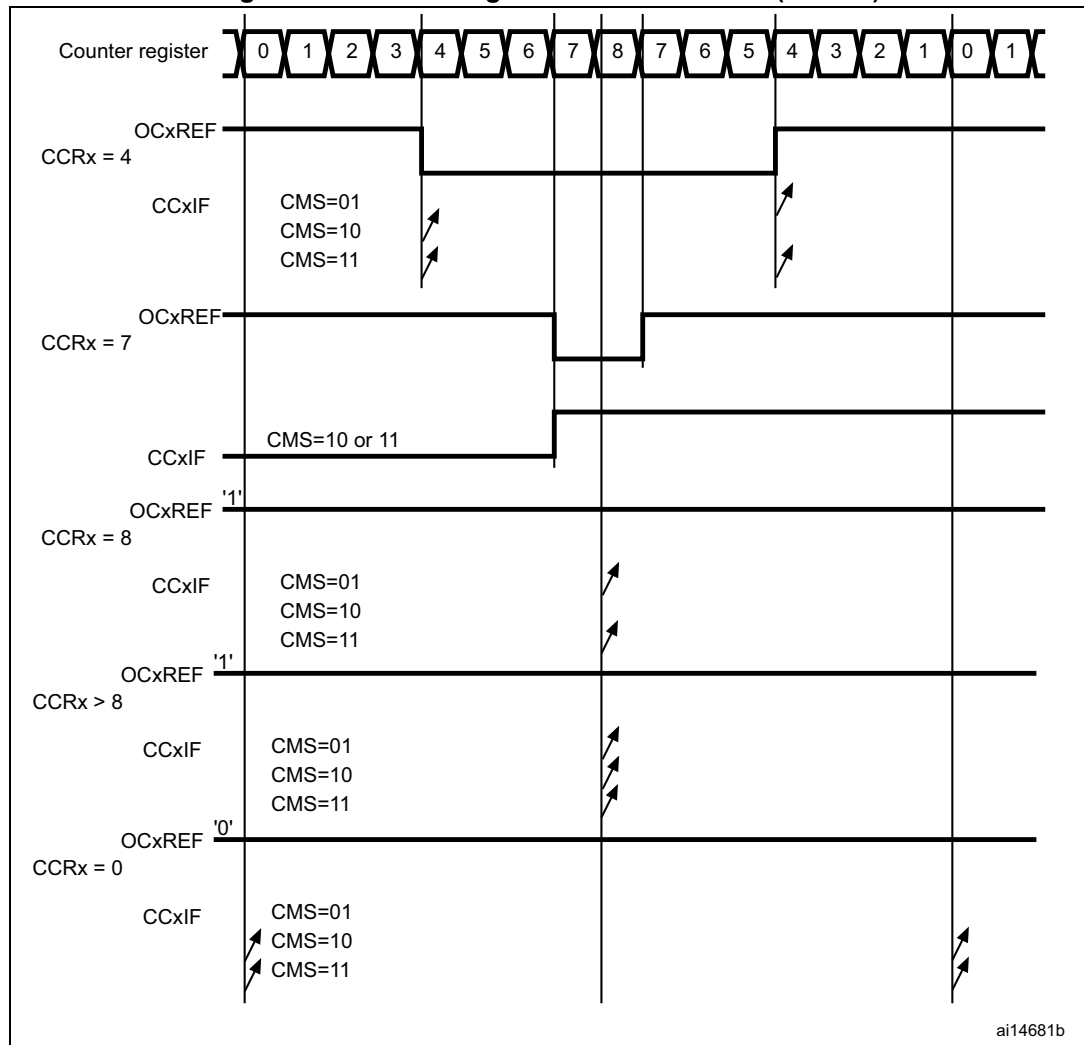 Counter register 0 1 2 3 4 5 6 7 8 7 6 5 4 3 2 1 0 1
OCxREF
CCRx = 4
CCxIF
CMS=01
CMS=10
CMS=11
OCxREF
CCRx = 7
CMS=10 or 11
CCxIF
'1'
OCxREF
CCRx = 8
CCxIF
CMS=01
CMS=10
CMS=11
'1'
OCxREF
CCRx > 8
CCxIF
CMS=01
CMS=10
CMS=11
'0'
OCxREF
CCRx = 0
CCxIF
CMS=01
CMS=10
CMS=11
ai14681b